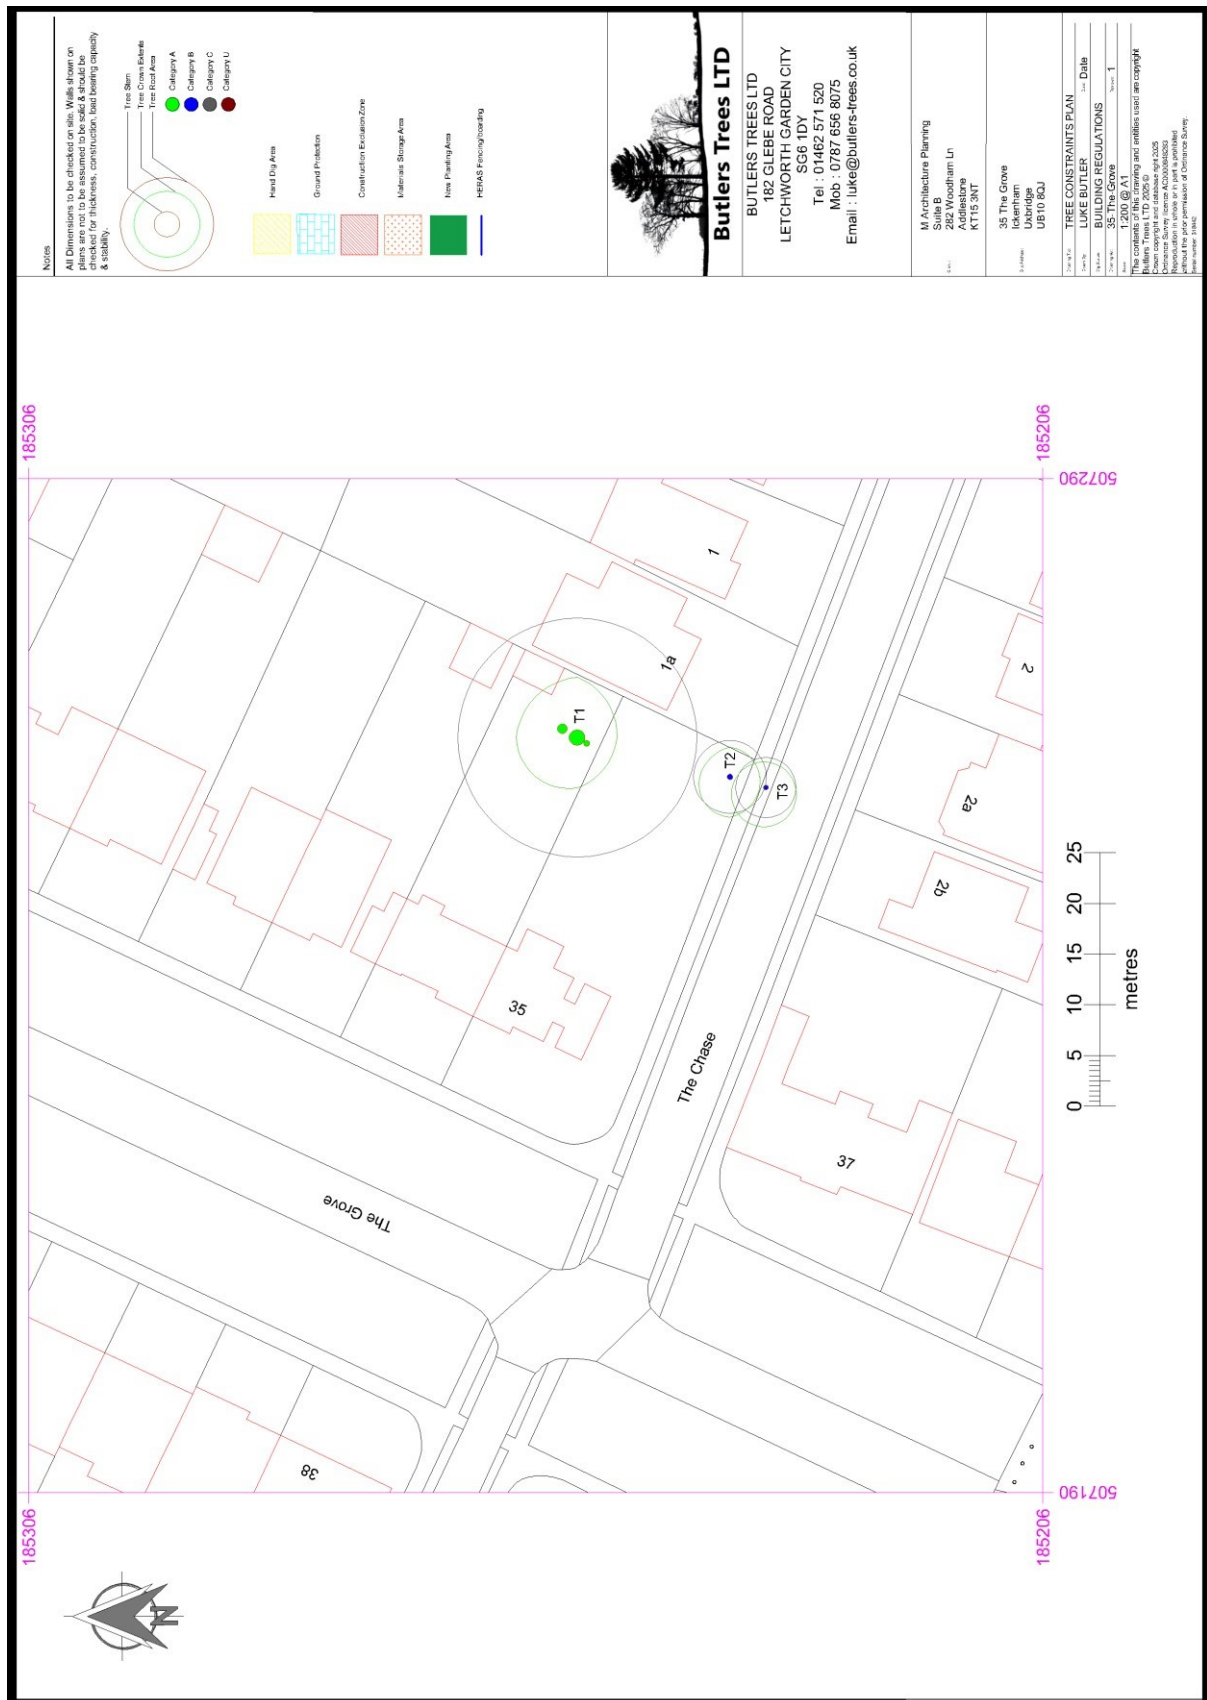 Notes
All Dimensions to be checked on site. Walls shown on
plans are not to be assumed to be solid & should be
checked for thickness, construction, load bearing capacity
& stability.
Tree Stem
Tree Crown Extents
Tree Root Area
Category A
Category B
Category C
Category U
Hand Dig Area
Ground Protection
Construction Exclusion Zone
Materials Storage Area
New Planting Area
HERAS Fencing/boarding
Butlers Trees LTD
BUTLERS TREES LTD
182 GLEBE ROAD
LETCHWORTH GARDEN CITY
SG6 1DY
Tel : 01462 571 520
Mob : 0787 656 8075
Email : luke@butlers-trees.co.uk
M Architecture Planning
Suite B
282 Woodham Ln
Addlestone
KT15 3NT
35 The Grove
Ickenham
Uxbridge
UB10 8QJ
TREE CONSTRAINTS PLAN
LUKE BUTLER
Date
BUILDING REGULATIONS
35-The-Grove
1
1:200 @ A1
The contents of this drawing and entities used are copyright
Butlers Trees LTD 2025 ©
Crown copyright and database right 2025
Ordnance Survey licence
Reproduction in whole or in part is prohibited
without the prior permission of Ordnance Survey.
185306
185206
507290
1
1a
T1
T2
T3
2
2a
2b
35
The Chase
37
The Grove
38
0 5 10 15 20 25
metres
507190
185306
185206
N